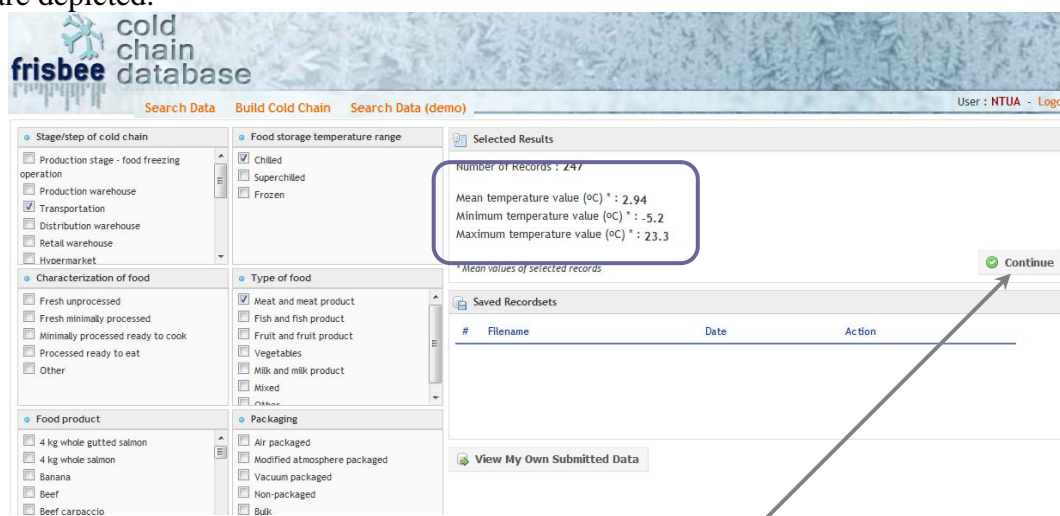 are depicted.
cold
chain
frisbee database
Search Data Build Cold Chain Search Data (demo)
User : NTUA - Logo
Stage/step of cold chain
Production stage - food freezing
operation
Production warehouse
Transportation
Distribution warehouse
Retail warehouse
Hypermarket
Food storage temperature range
Chilled
Superchilled
Frozen
Selected Results
Number of Records : 247
Mean temperature value (ºC) * : 2.94
Minimum temperature value (ºC) * : -5.2
Maximum temperature value (ºC) * : 23.3
* Mean values of selected records
Continue
Characterization of food
Fresh unprocessed
Fresh minimally processed
Minimally processed ready to cook
Processed ready to eat
Other
Type of food
Meat and meat product
Fish and fish product
Fruit and fruit product
Vegetables
Milk and milk product
Mixed
Other
Saved Recordsets
# Filename Date Action
Food product
4 kg whole gutted salmon
4 kg whole salmon
Banana
Beef
Beef carpaccio
Packaging
Air packaged
Modified atmosphere packaged
Vacuum packaged
Non-packaged
Bulk
View My Own Submitted Data